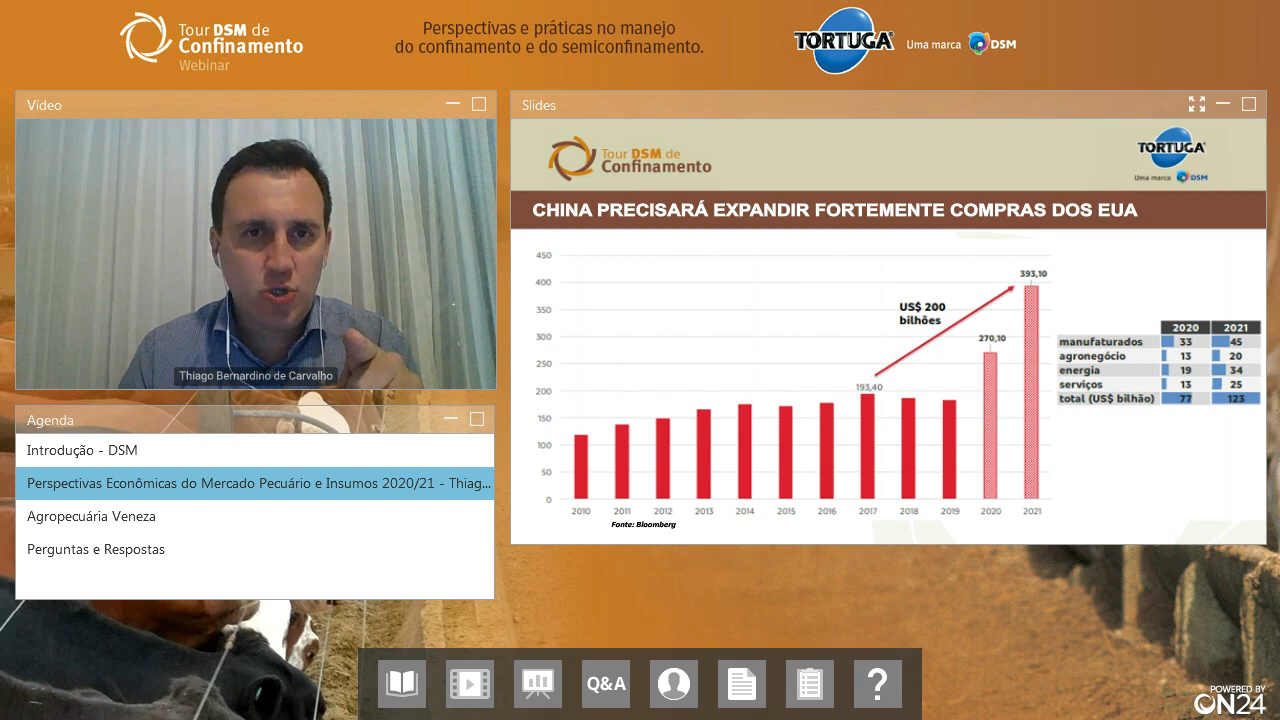 Tour DSM de
Confinamento
Webinar
Perspectivas e práticas no manejo
do confinamento e do semiconfinamento.
TORTUGA
Uma marca DSM
Vídeo
Thiago Bernardino de Carvalho
Agenda
Introdução - DSM
Perspectivas Econômicas do Mercado Pecuário e Insumos 2020/21 - Thiag...
Agropecuária Veneza
Perguntas e Respostas
Slides
Tour DSM de
Confinamento
TORTUGA
Uma marca DSM
CHINA PRECISARÁ EXPANDIR FORTEMENTE COMPRAS DOS EUA
450
400
350
300
250
200
150
100
50
0
193,40
270,10
393,10
US$ 200
bilhões
2010 2011 2012 2013 2014 2015 2016 2017 2018 2019 2020 2021
Fonte: Bloomberg
2020 2021
manufaturados 33 45
agronegócio 13 20
energia 19 34
serviços 13 25
total (US$ bilhão) 77 123
Q&A
?
POWERED BY
ON24